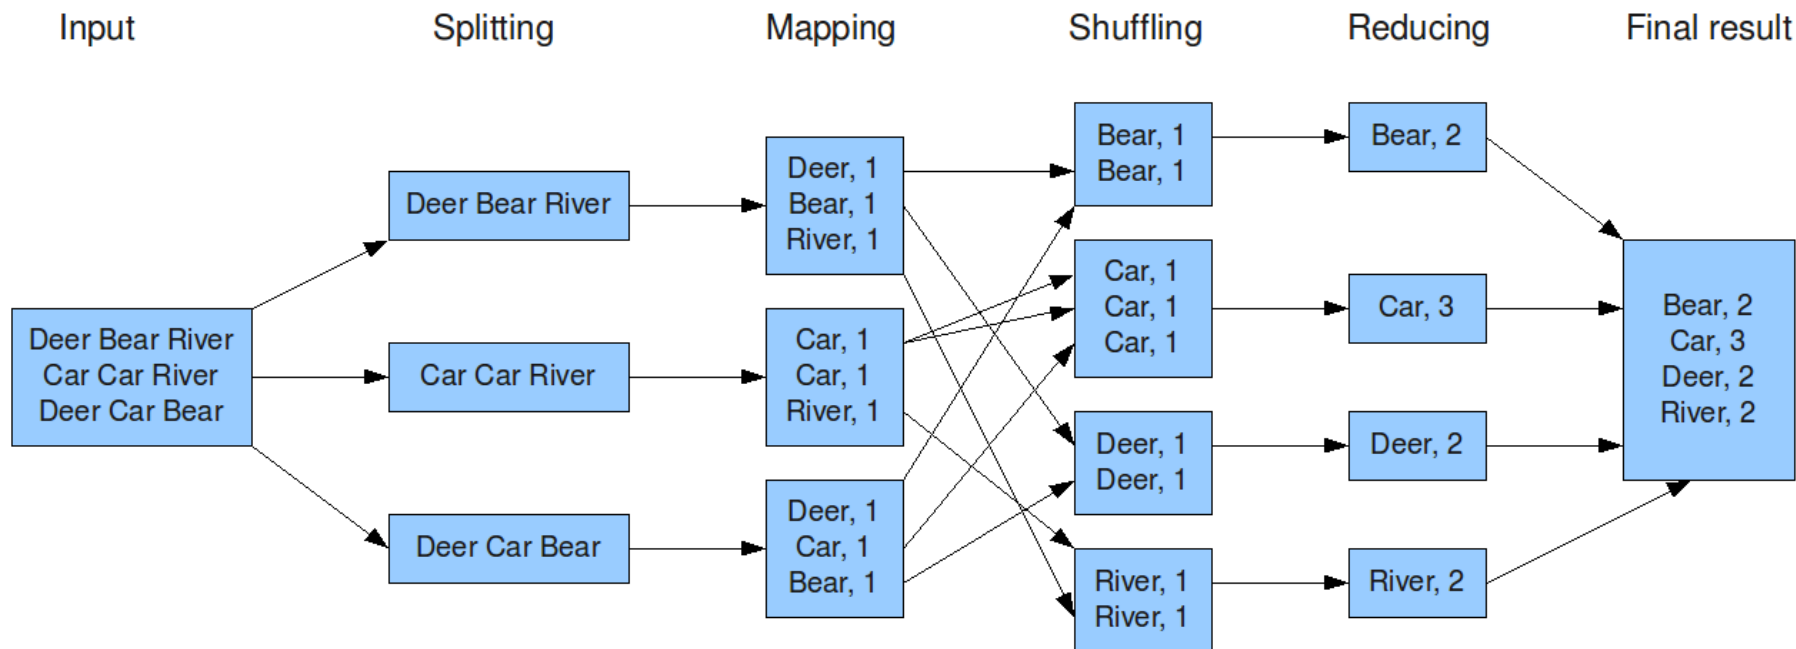 Input
Splitting
Mapping
Shuffling
Reducing
Final result
Deer Bear River
Car Car River
Deer Car Bear
Deer Bear River
Car Car River
Deer Car Bear
Deer, 1
Bear, 1
River, 1
Car, 1
Car, 1
River, 1
Deer, 1
Car, 1
Bear, 1
Bear, 1
Bear, 1
Car, 1
Car, 1
Car, 1
Deer, 1
Deer, 1
River, 1
River, 1
Bear, 2
Car, 3
Deer, 2
River, 2
Bear, 2
Car, 3
Deer, 2
River, 2